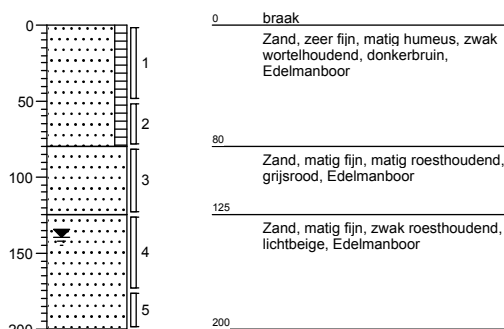 0
50
100
150
200
1
2
3
4
5
0
braak
Zand, zeer fijn, matig humeus, zwak
wortelhoudend, donkerbruin,
Edelmanboor
80
Zand, matig fijn, matig roesthoudend,
grijsrood, Edelmanboor
125
Zand, matig fijn, zwak roesthoudend,
lichtbeige, Edelmanboor
200